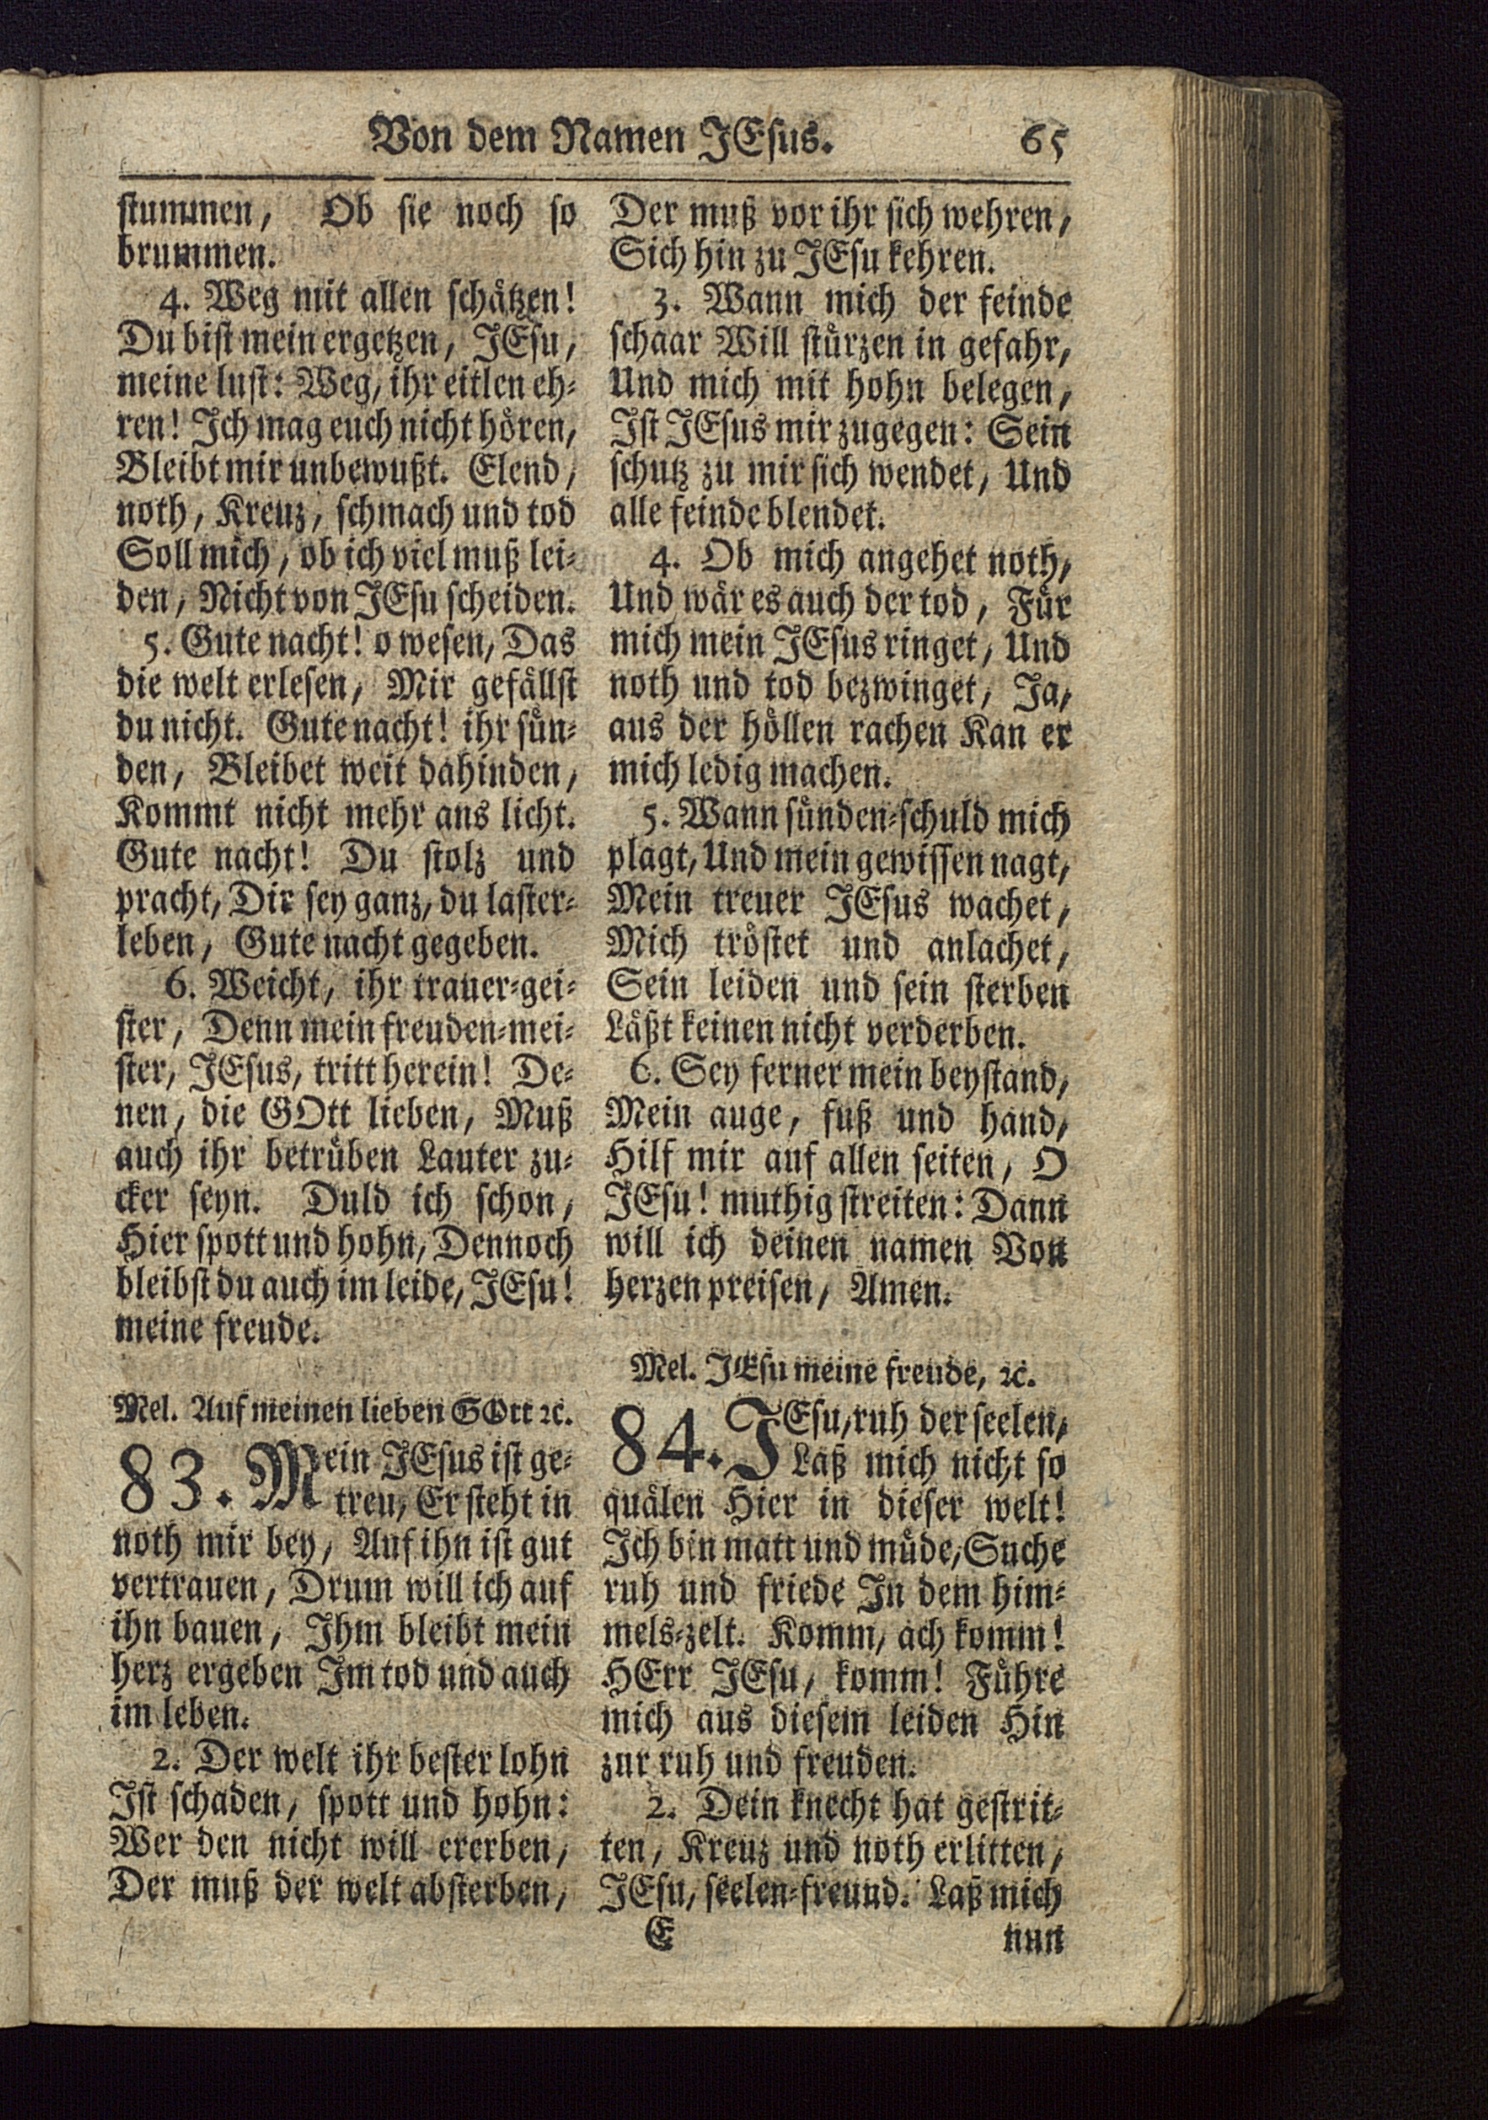 Von dem Namen JEsus. 65
stummen, Ob sie noch so
brummen.
4. Weg mit allen schätzen!
Du bist mein ergetzen, JEsu,
meine lust: Weg, ihr eitlen eh-
ren! Ich mag euch nicht hören,
Bleibt mir unbewußt. Elend,
noth, Kreuz, schmach und tod
Soll mich, ob ich viel muß lei-
den, Nicht von JEsu scheiden.
5. Gute nacht! o wesen, Das
die welt erlesen, Mir gefällst
du nicht. Gute nacht! ihr sün-
den, Bleibet weit dahinden,
Kommt nicht mehr ans licht.
Gute nacht! Du stolz und
pracht, Dir sey ganz, du laster-
leben, Gute nacht gegeben.
6. Weicht, ihr trauer-gei-
ster, Denn mein freuden-mei-
ster, JEsus, tritt herein! De-
nen, die GOtt lieben, Muß
auch ihr betrüben Lauter zu-
cker seyn. Duld ich schon,
Hier spott und hohn, Dennoch
bleibst du auch im leide, JEsu!
meine freude.
Mel. Auf meinen lieben GOtt ꝛc.
83. Mein JEsus ist ge-
treu, Er steht in
noth mir bey, Auf ihn ist gut
vertrauen, Drum will ich auf
ihn bauen, Ihm bleibt mein
herz ergeben Im tod und auch
im leben.
2. Der welt ihr bester lohn
Ist schaden, spott und hohn:
Wer den nicht will ererben,
Der muß der welt absterben,
Der muß vor ihr sich wehren,
Sich hin zu JEsu kehren.
3. Wann mich der feinde
schaar Will stürzen in gefahr,
Und mich mit hohn belegen,
Ist JEsus mir zugegen: Sein
schutz zu mir sich wendet, Und
alle feinde blendet.
4. Ob mich angehet noth,
Und wär es auch der tod, Für
mich mein JEsus ringet, Und
noth und tod bezwinget, Ja,
aus der höllen rachen Kan er
mich ledig machen.
5. Wann sünden-schuld mich
plagt, Und mein gewissen nagt,
Mein treuer JEsus wachet,
Mich tröstet und anlachet,
Sein leiden und sein sterben
Läßt keinen nicht verderben.
6. Sey ferner mein beystand,
Mein auge, fuß und hand,
Hilf mir auf allen seiten, O
JEsu! muthig streiten: Dann
will ich deinen namen Von
herzen preisen, Amen.
Mel. JEsu meine freude, ꝛc.
84. JEsu, ruh der seelen,
Laß mich nicht so
quälen Hier in dieser welt!
Ich bin matt und müde, Suche
ruh und friede In dem him-
mels-zelt. Komm, ach komm!
HErr JEsu, komm! Führe
mich aus diesem leiden Hin
zur ruh und freuden.
2. Dein knecht hat gestrit-
ten, Kreuz und noth erlitten,
JEsu, seelen-freund. Laß mich
E nun